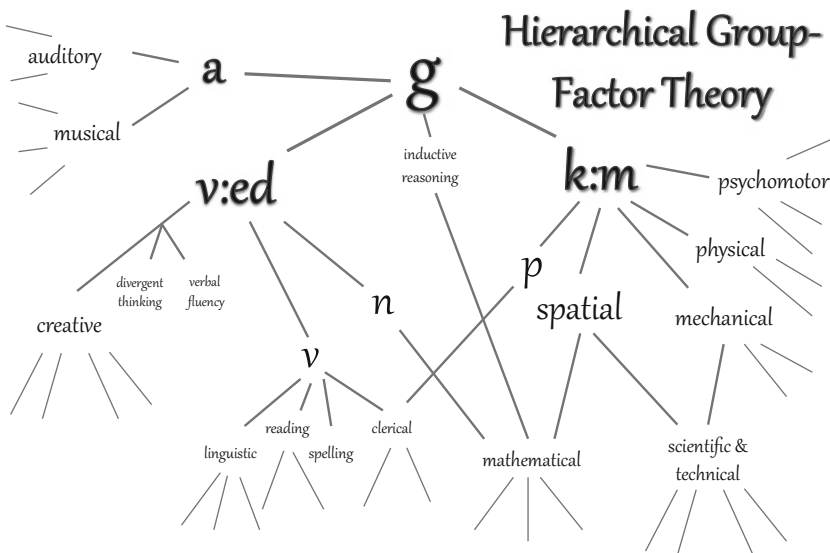 Hierarchical Group-
Factor Theory
auditory
a
g
musical
inductive
reasoning
v:ed
k:m
psychomotor
physical
divergent
thinking
verbal
fluency
p
n
spatial
creative
mechanical
v
reading
clerical
linguistic
spelling
mathematical
scientific &
technical